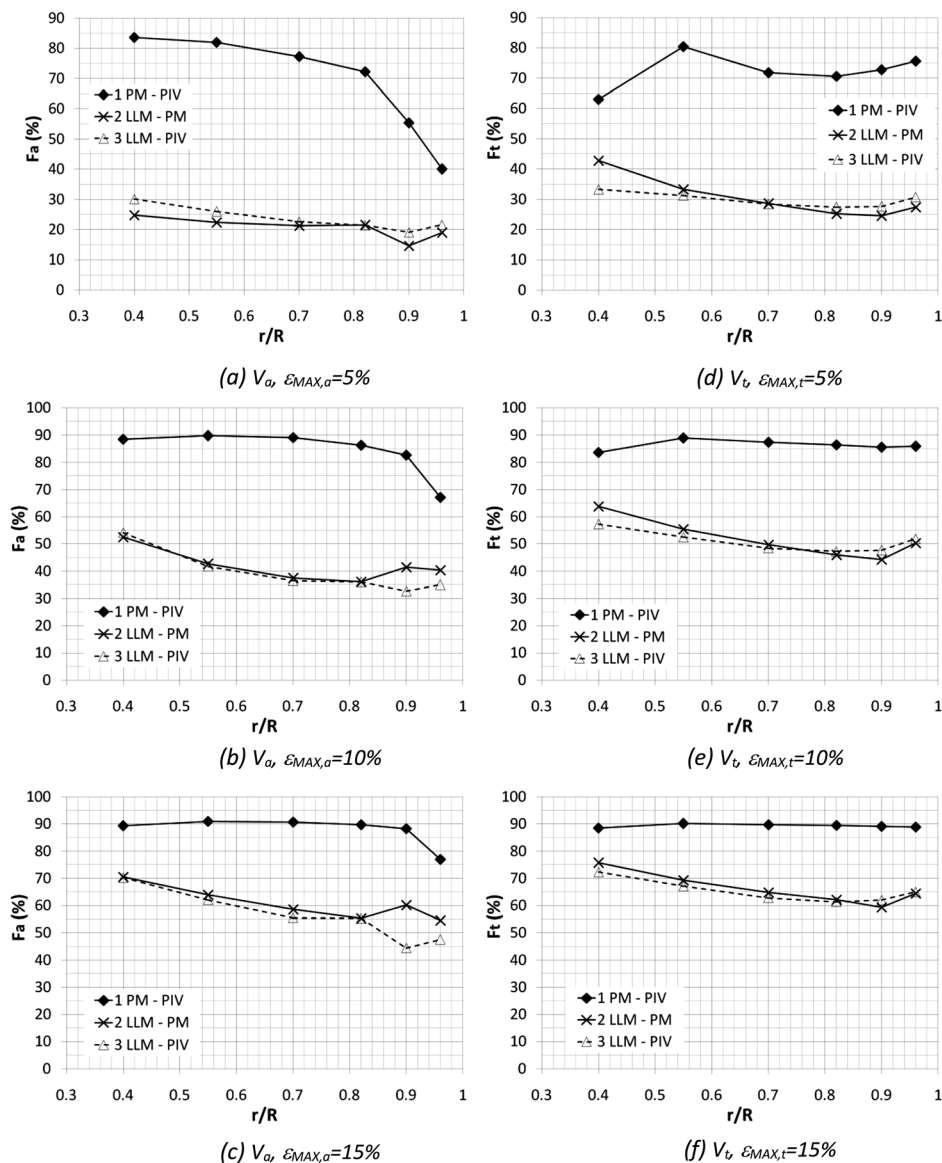 90
80
70
60
50
40
30
20
10
0
Fa (%)
1 PM - PIV
2 LLM - PM
3 LLM - PIV
0.3 0.4 0.5 0.6 0.7 0.8 0.9 1
r/R
(a) Va, εMAX,a=5%
90
80
70
60
50
40
30
20
10
0
Ft (%)
1 PM - PIV
2 LLM - PM
3 LLM - PIV
0.3 0.4 0.5 0.6 0.7 0.8 0.9 1
r/R
(d) Vt, εMAX,t=5%
100
90
80
70
60
50
40
30
20
10
0
Fa (%)
1 PM - PIV
2 LLM - PM
3 LLM - PIV
0.3 0.4 0.5 0.6 0.7 0.8 0.9 1
r/R
(b) Va, εMAX,a=10%
100
90
80
70
60
50
40
30
20
10
0
Ft (%)
1 PM - PIV
2 LLM - PM
3 LLM - PIV
0.3 0.4 0.5 0.6 0.7 0.8 0.9 1
r/R
(e) Vt, εMAX,t=10%
100
90
80
70
60
50
40
30
20
10
0
Fa (%)
1 PM - PIV
2 LLM - PM
3 LLM - PIV
0.3 0.4 0.5 0.6 0.7 0.8 0.9 1
r/R
(c) Va, εMAX,a=15%
100
90
80
70
60
50
40
30
20
10
0
Ft (%)
1 PM - PIV
2 LLM - PM
3 LLM - PIV
0.3 0.4 0.5 0.6 0.7 0.8 0.9 1
r/R
(f) Vt, εMAX,t=15%